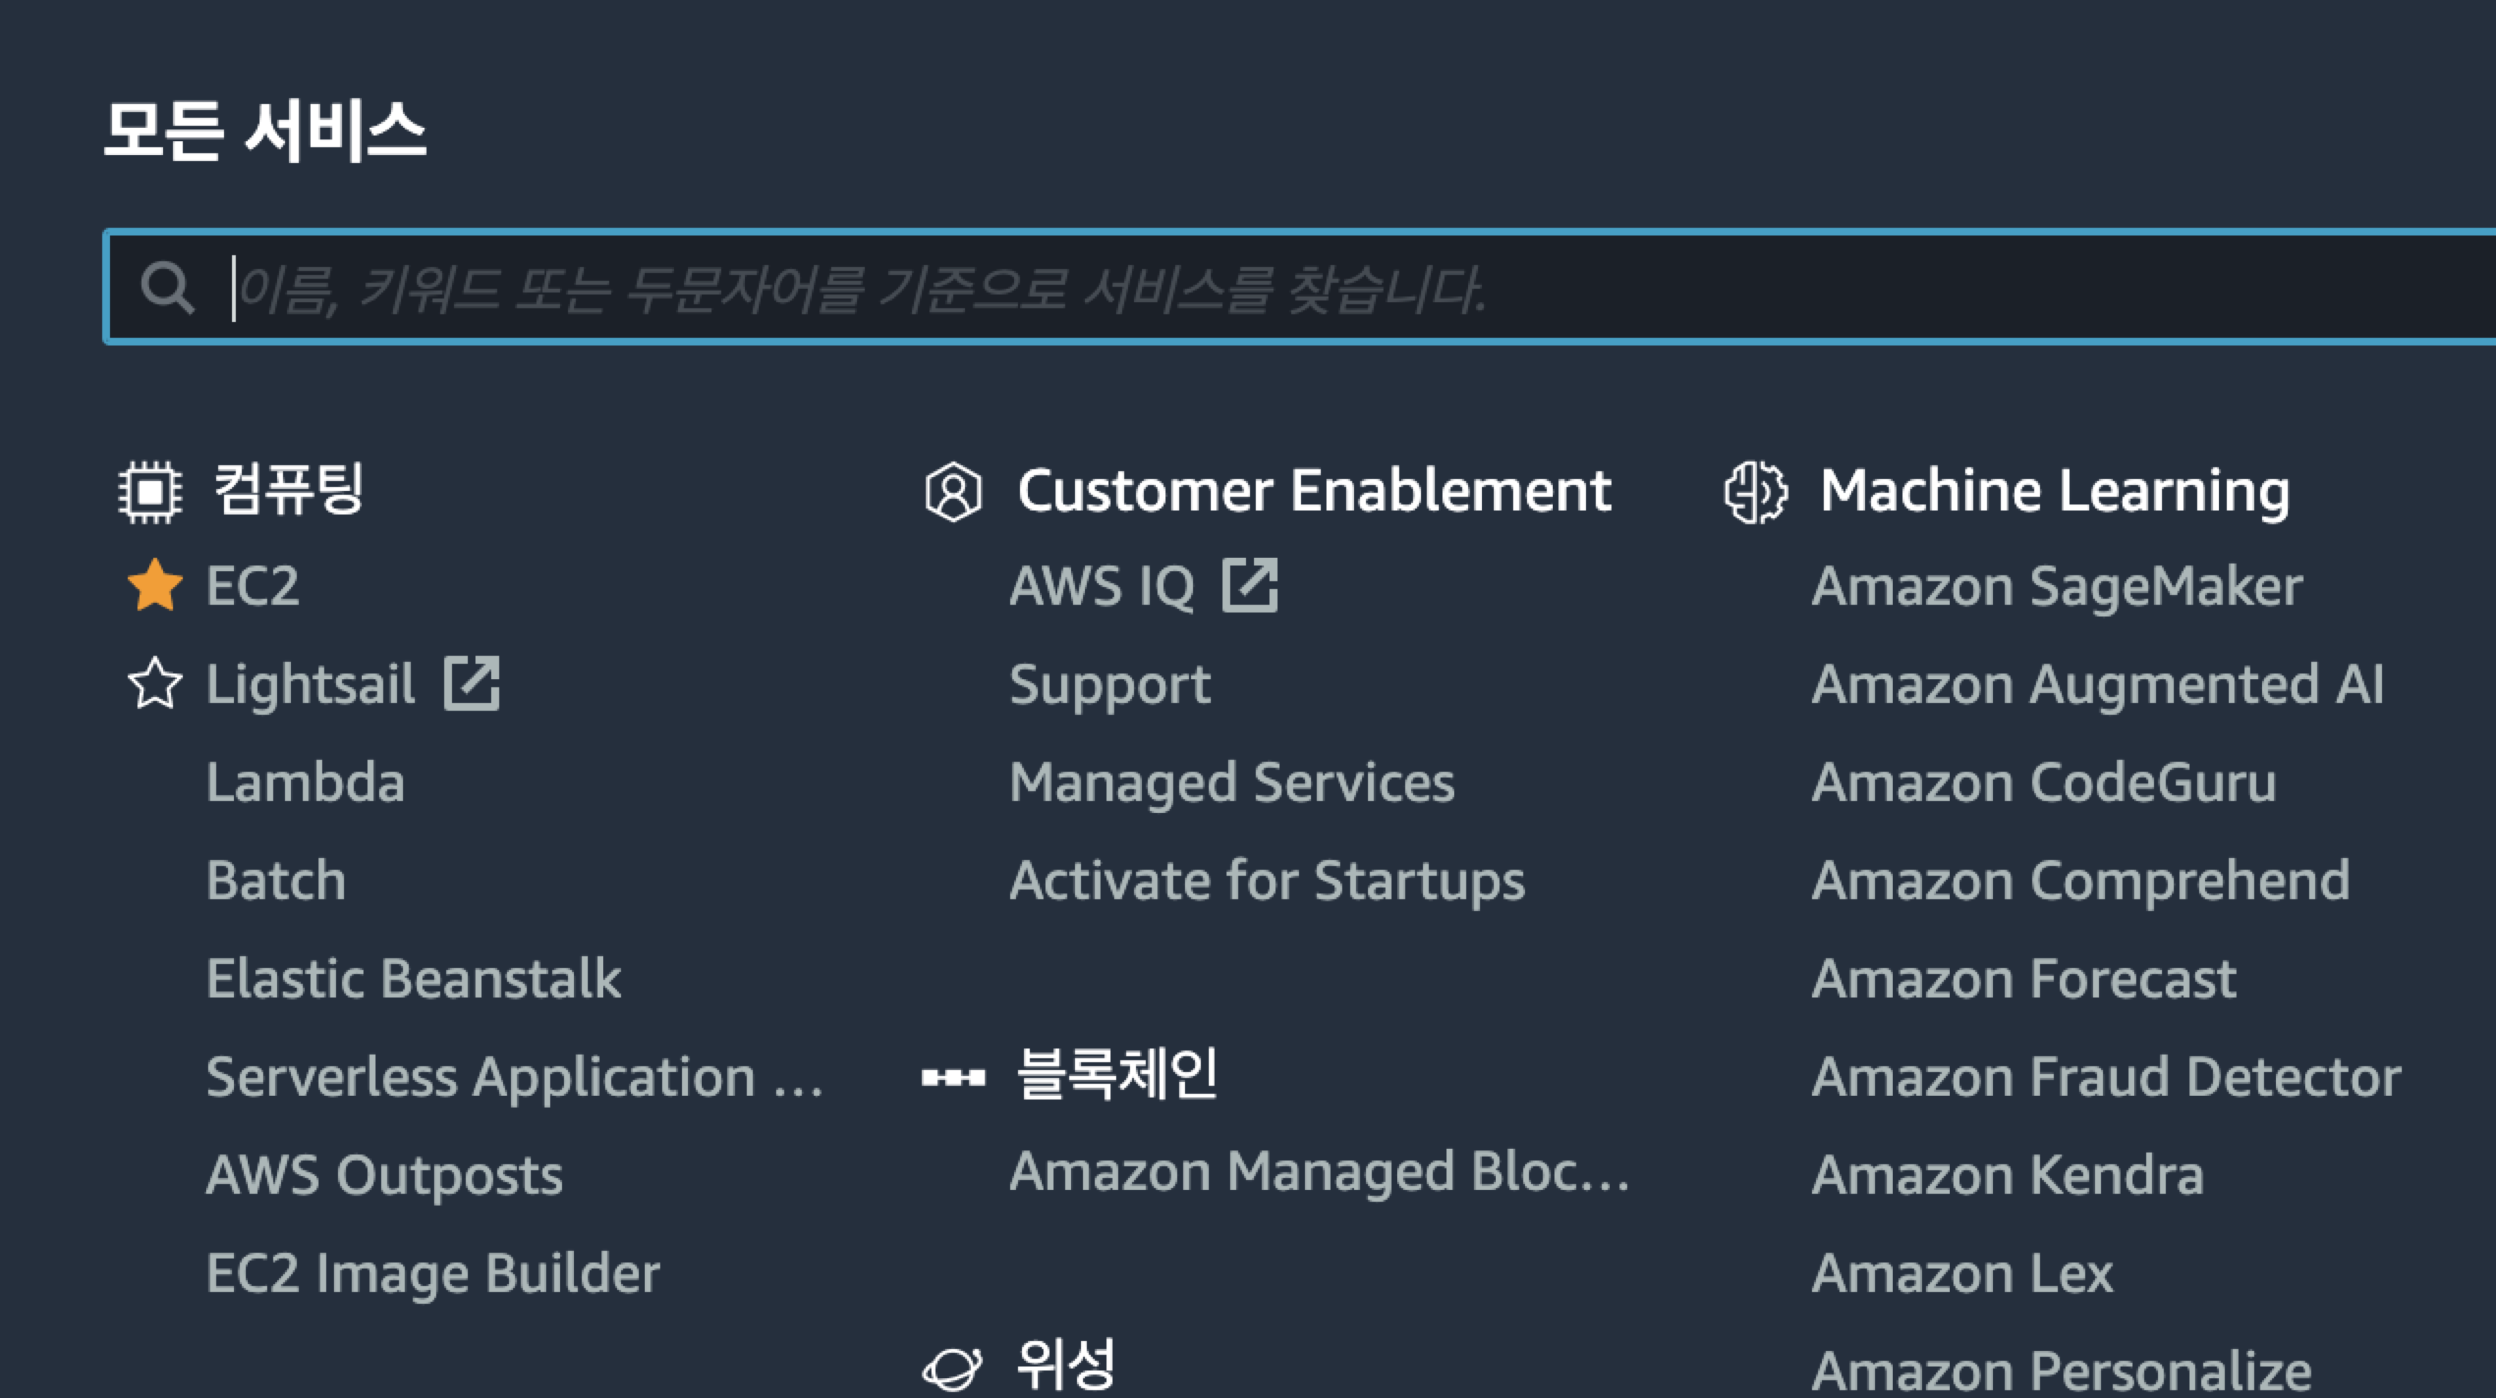 모든 서비스
이름, 키워드 또는 두문자어를 기준으로 서비스를 찾습니다.
컴퓨팅
EC2
Lightsail
Lambda
Batch
Elastic Beanstalk
Serverless Application ...
AWS Outposts
EC2 Image Builder
Customer Enablement
AWS IQ
Support
Managed Services
Activate for Startups
블록체인
Amazon Managed Bloc...
위성
Machine Learning
Amazon SageMaker
Amazon Augmented AI
Amazon CodeGuru
Amazon Comprehend
Amazon Forecast
Amazon Fraud Detector
Amazon Kendra
Amazon Lex
Amazon Personalize